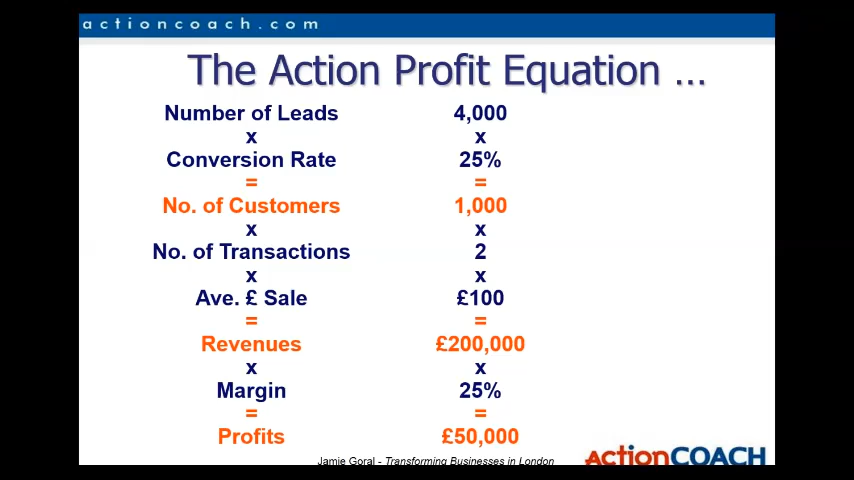 actioncoach.com
The Action Profit Equation ...
Number of Leads 4,000
x x
Conversion Rate 25%
= =
No. of Customers 1,000
x x
No. of Transactions 2
x x
Ave. £ Sale £100
= =
Revenues £200,000
x x
Margin 25%
= =
Profits £50,000
Jamie Goral - Transforming Businesses in London
ActionCOACH